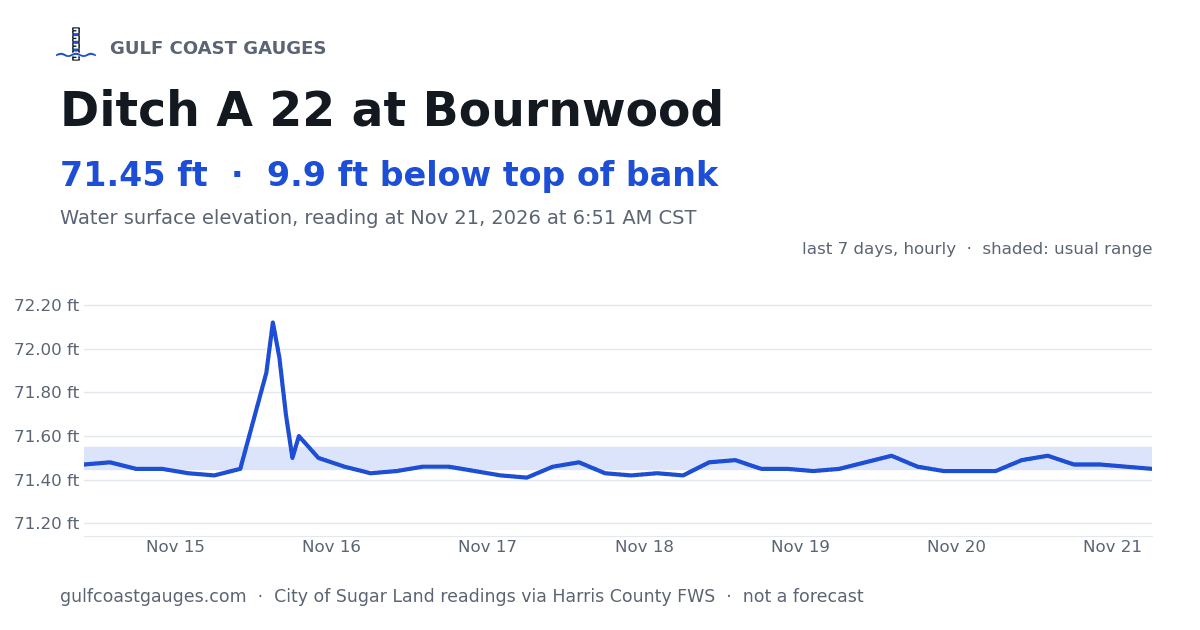 GULF COAST GAUGES
Ditch A 22 at Bournwood
71.45 ft · 9.9 ft below top of bank
Water surface elevation, reading at Nov 21, 2026 at 6:51 AM CST
last 7 days, hourly · shaded: usual range
72.20 ft
72.00 ft
71.80 ft
71.60 ft
71.40 ft
71.20 ft
Nov 15 Nov 16 Nov 17 Nov 18 Nov 19 Nov 20 Nov 21
gulfcoastgauges.com · City of Sugar Land readings via Harris County FWS · not a forecast